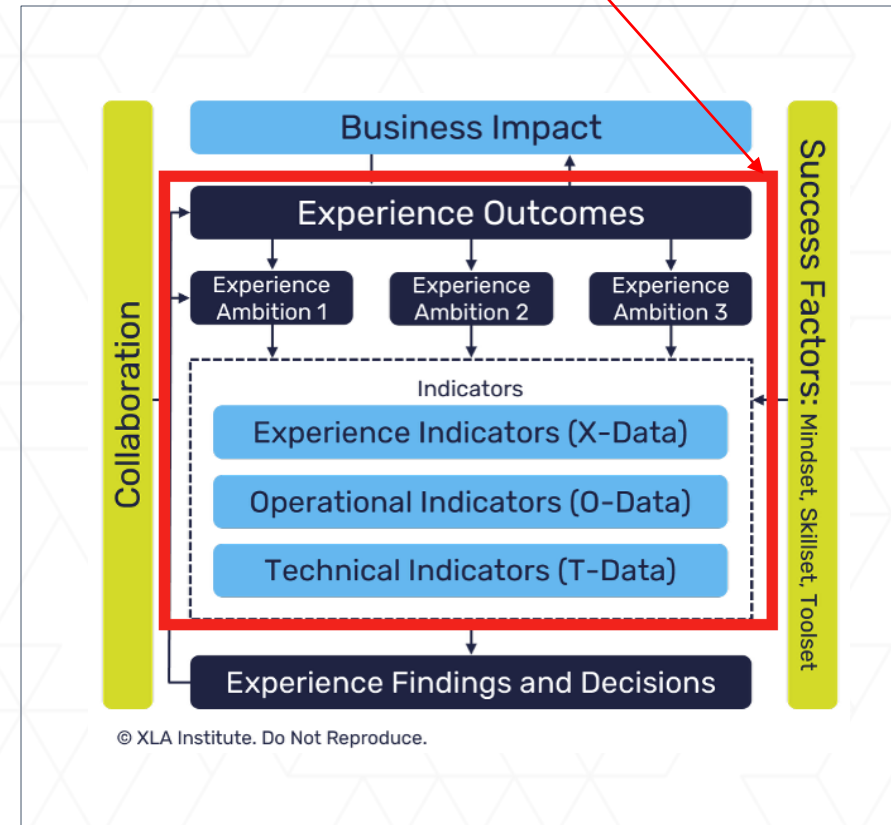 Business Impact
Experience Outcomes
Experience
Ambition 1
Experience
Ambition 2
Experience
Ambition 3
Indicators
Experience Indicators (X-Data)
Operational Indicators (O-Data)
Technical Indicators (T-Data)
Experience Findings and Decisions
Collaboration
Success Factors: Mindset, Skillset, Toolset
© XLA Institute. Do Not Reproduce.